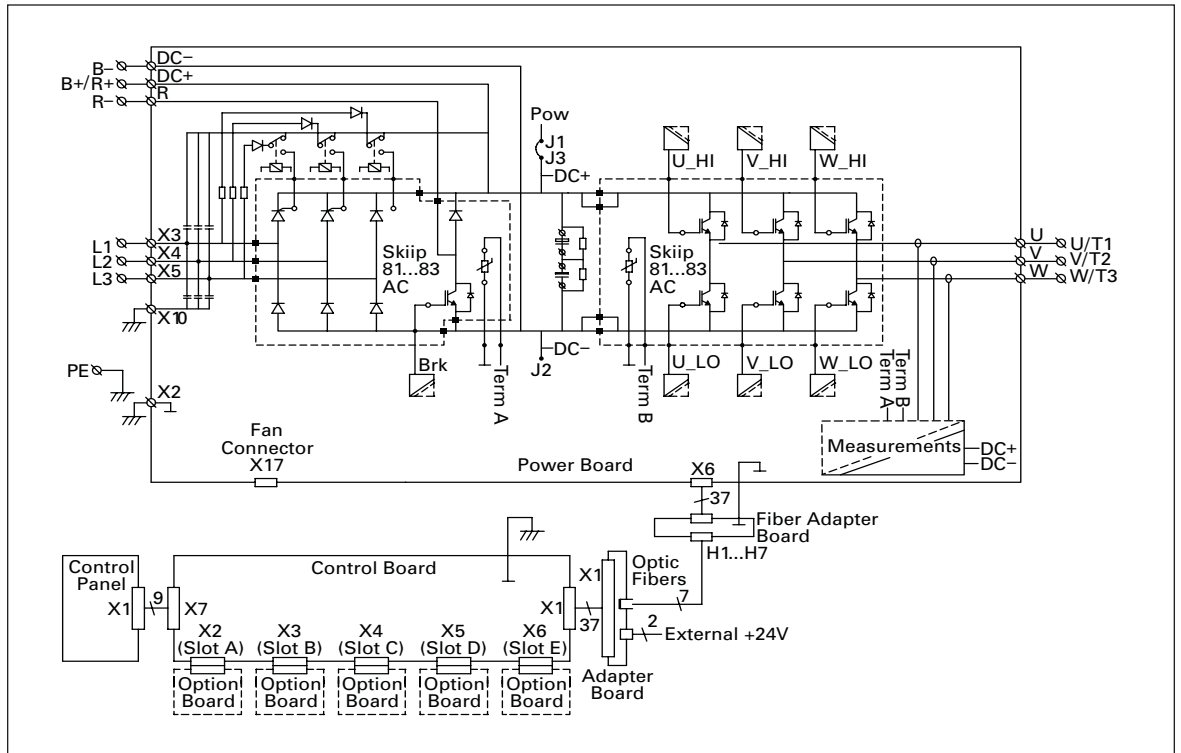 B-
DC-
B+/R+
DC+
R-
R
Pow
J1
J3
DC+
U_HI
V_HI
W_HI
L1
X3
L2
X4
L3
X5
X10
Skiip
81...83
AC
Skiip
81...83
AC
U
U/T1
V
V/T2
W
W/T3
PE
X2
Brk
Term A
DC-
J2
Term B
U_LO
V_LO
W_LO
Term A
Term B
Measurements
DC+
DC-
Fan
Connector
X17
Power Board
X6
37
Fiber Adapter
Board
H1...H7
Control
Panel
X1
9
X7
Control Board
X1
37
X1
Optic
Fibers
7
2
External +24V
Adapter
Board
X2
(Slot A)
X3
(Slot B)
X4
(Slot C)
X5
(Slot D)
X6
(Slot E)
Option
Board
Option
Board
Option
Board
Option
Board
Option
Board